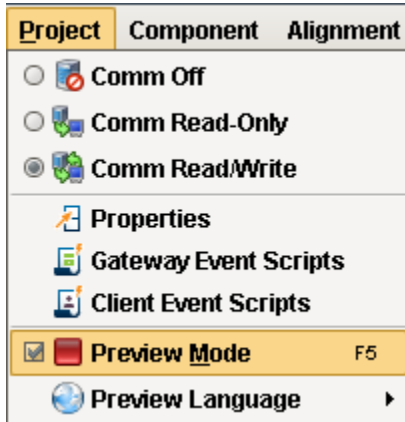 Project Component Alignment
Comm Off
Comm Read-Only
Comm Read/Write
Properties
Gateway Event Scripts
Client Event Scripts
Preview Mode F5
Preview Language